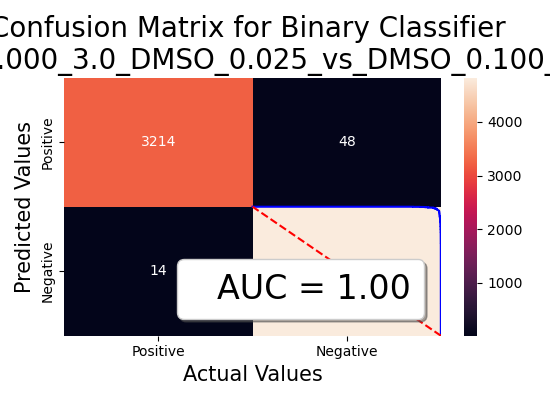 Confusion Matrix for Binary Classifier
.000_3.0_DMSO_0.025_vs_DMSO_0.100_
Predicted Values
Positive
Negative
3214
48
14
AUC = 1.00
4000
3000
2000
1000
Positive
Negative
Actual Values